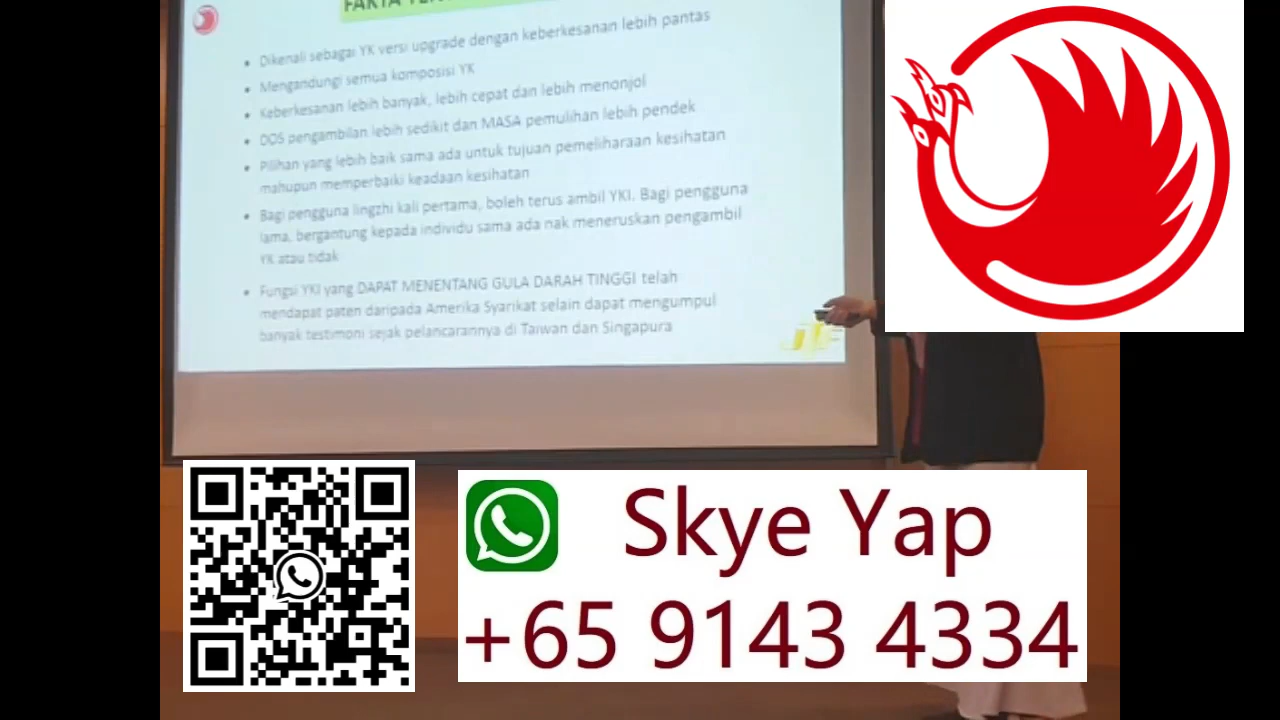 FAKTA
• Dikenali sebagai YK versi upgrade dengan keberkesanan lebih pantas
• Mengandungi semua komposisi YK
• Keberkesanan lebih banyak, lebih cepat dan lebih menonjol
• DOS pengambilan lebih sedikit dan MASA pemulihan lebih pendek
• Pilihan yang lebih baik sama ada untuk tujuan pemeliharaan kesihatan
mahupun memperbaiki keadaan kesihatan
• Bagi pengguna lingzhi kali pertama, boleh terus ambil YKI. Bagi pengguna
lama, bergantung kepada individu sama ada nak meneruskan pengambil
YK atau tidak
• Fungsi YKI yang DAPAT MENENTANG GULA DARAH TINGGI telah
mendapat paten daripada Amerika Syarikat selain dapat mengumpul
banyak testimoni sejak pelancarannya di Taiwan dan Singapura
Skye Yap
+65 9143 4334